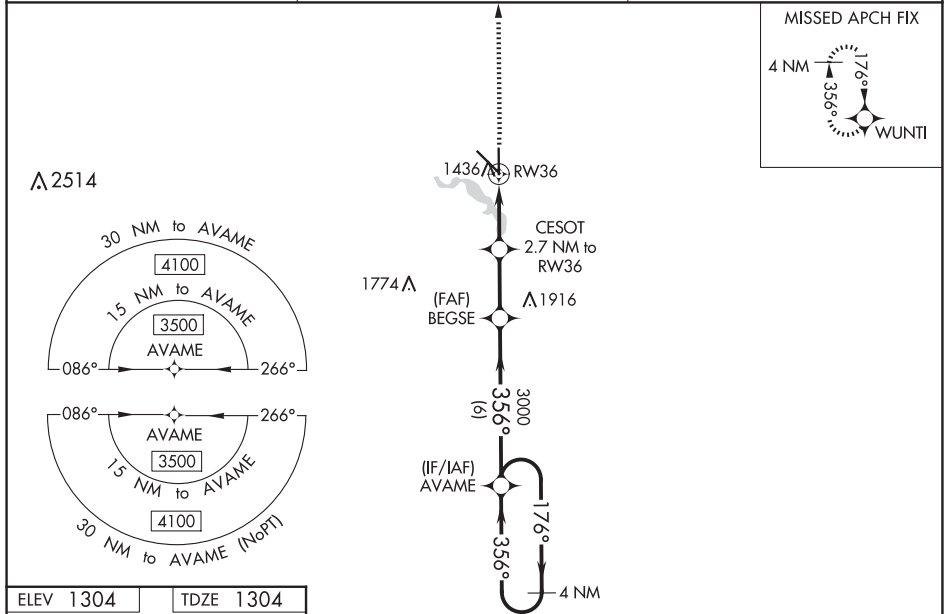 MISSED APCH FIX
4 NM
176°
356°
WUNTI
2514
1436
RW36
CESOT
2.7 NM to
RW36
1774
(FAF)
BEGSE
1916
30 NM to AVAME
4100
15 NM to AVAME
3500
AVAME
086°
266°
086°
266°
AVAME
3500
15 NM to AVAME
4100
30 NM to AVAME (NoPT)
3000
356°
(6)
(IF/IAF)
AVAME
176°
356°
4 NM
ELEV 1304
TDZE 1304